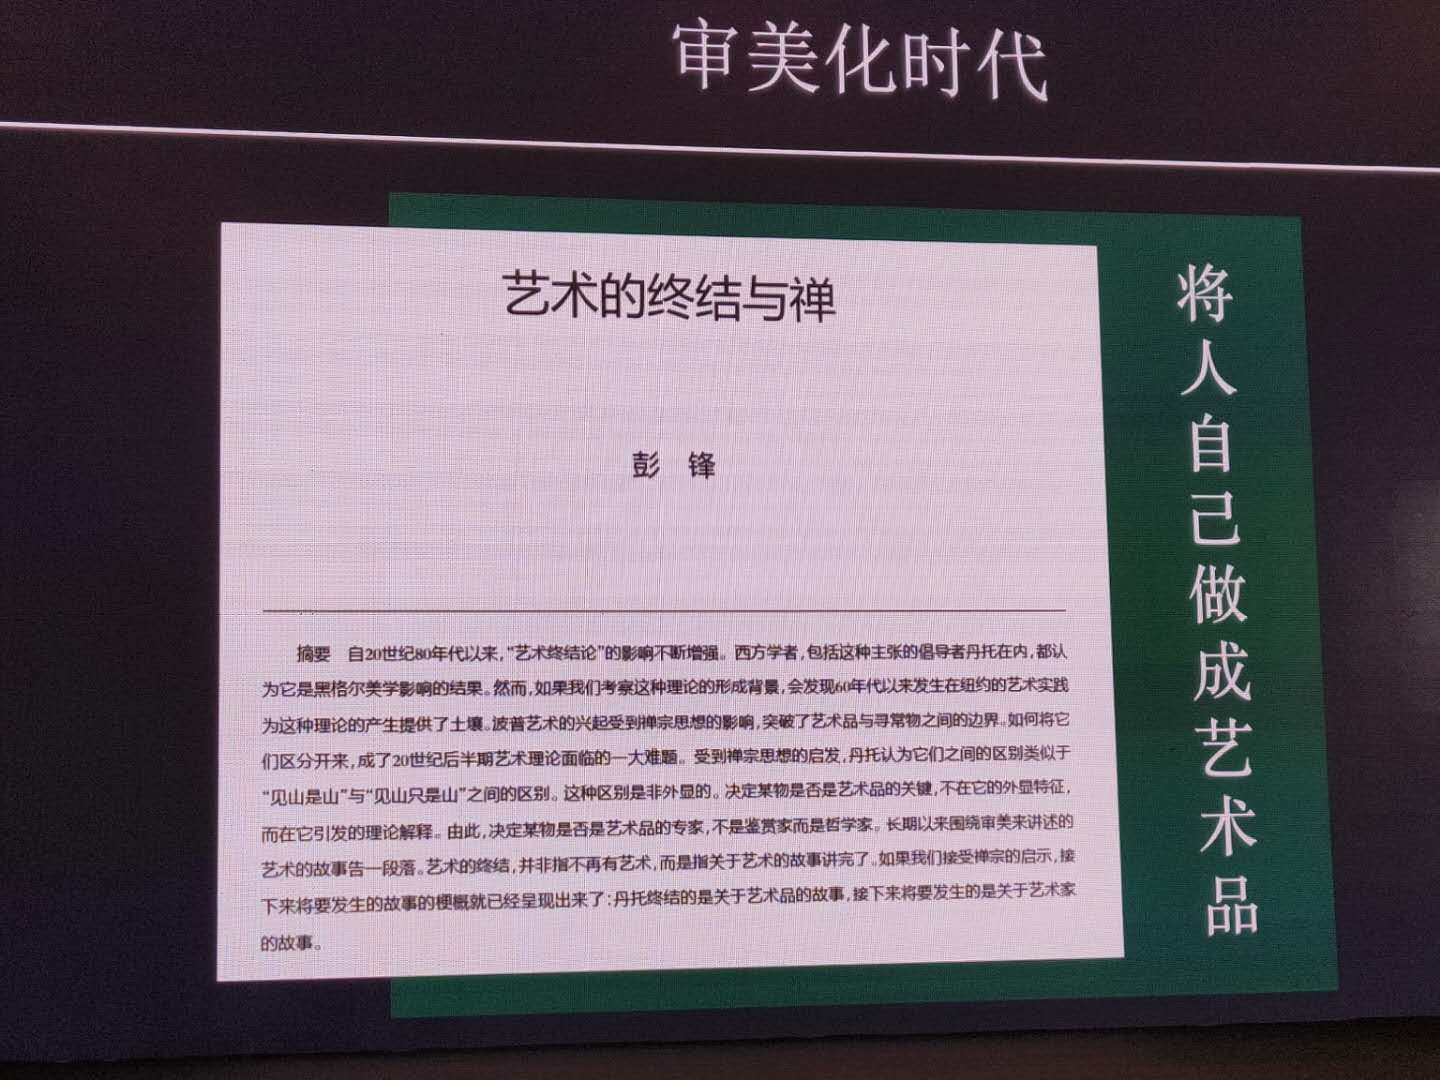 审美化时代
艺术的终结与禅
彭 锋
摘要 自20世纪80年代以来,“艺术终结论”的影响不断增强。西方学者,包括这种主张的倡导者丹托在内,都认
为它是黑格尔美学影响的结果。然而,如果我们考察这种理论的形成背景,会发现60年代以来发生在纽约的艺术实践
为这种理论的产生提供了土壤。波普艺术的兴起受到禅宗思想的影响,突破了艺术品与寻常物之间的边界。如何将它
们区分开来,成了20世纪后半期艺术理论面临的一大难题。受到禅宗思想的启发,丹托认为它们之间的区别类似于
“见山是山”与“见山只是山”之间的区别。这种区别是非外显的。决定某物是否是艺术品的关键,不在它的外显特征,
而在它引发的理论解释。由此,决定某物是否是艺术品的专家,不是鉴赏家而是哲学家。长期以来围绕审美来讲述的
艺术的故事告一段落。艺术的终结,并非指不再有艺术,而是指关于艺术的故事讲完了。如果我们接受禅宗的启示,接
下来将要发生的故事的梗概就已经呈现出来了:丹托终结的是关于艺术品的故事,接下来将要发生的是关于艺术家
的故事。
将人自己做成艺术品